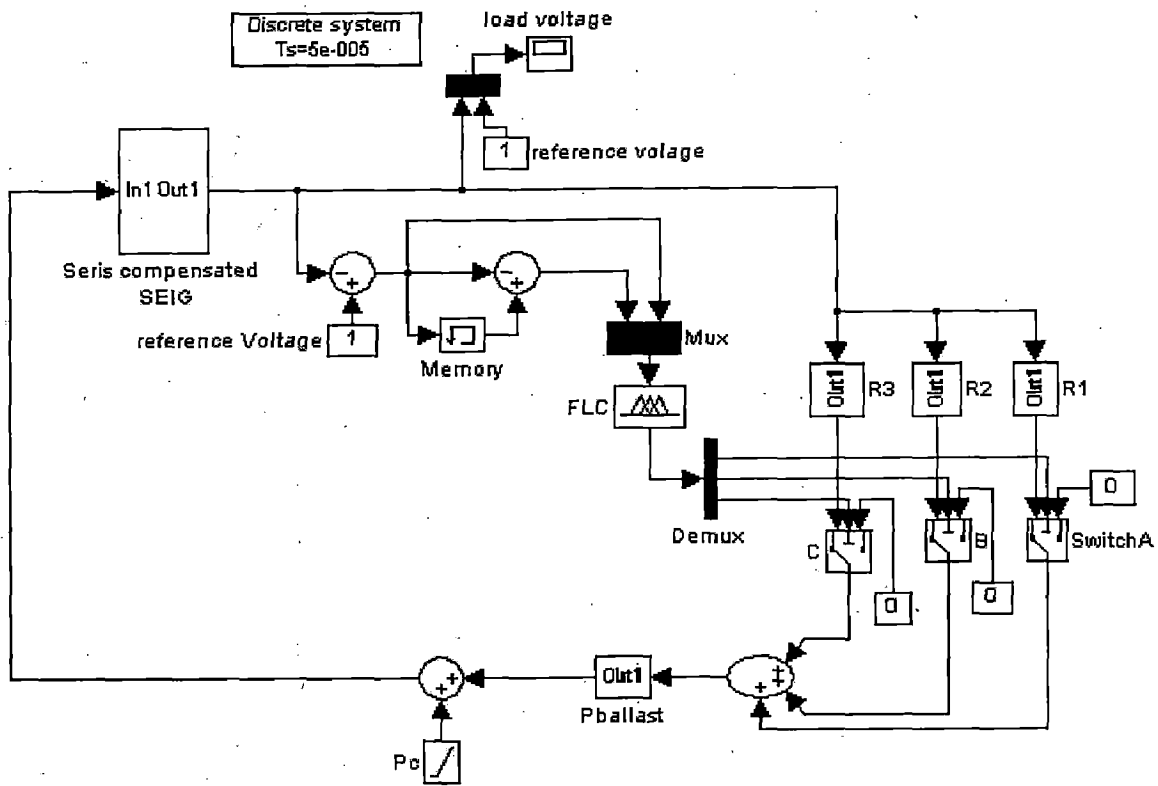 Discrete system
Ts=5e-005
load voltage
1
reference volage
In1 Out1
Seris compensated
SEIG
reference Voltage
1
Memory
Mux
FLC
Out1
R3
Out1
R2
Out1
R1
Demux
C
0
B
0
SwitchA
0
Pballast
Out1
Pc